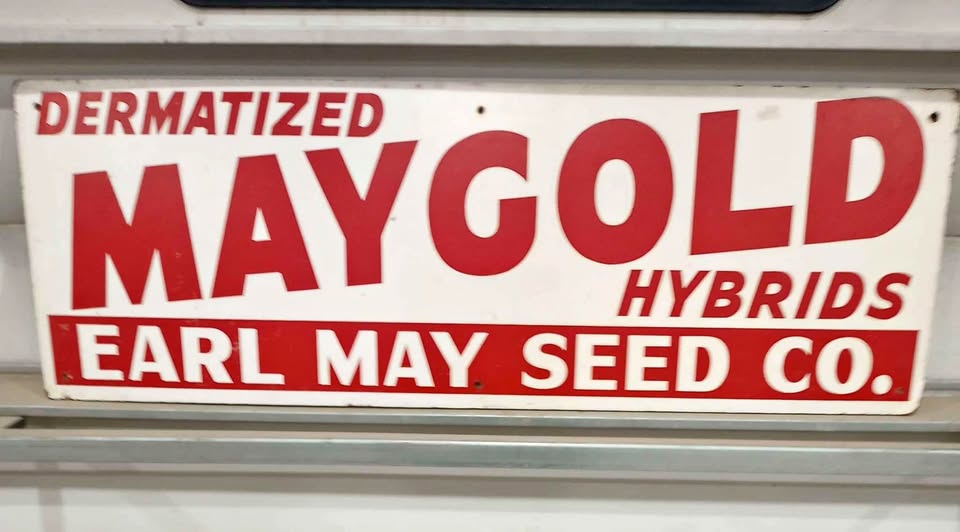 DERMATIZED
MAYGOLD
HYBRIDS
EARL MAY SEED CO.